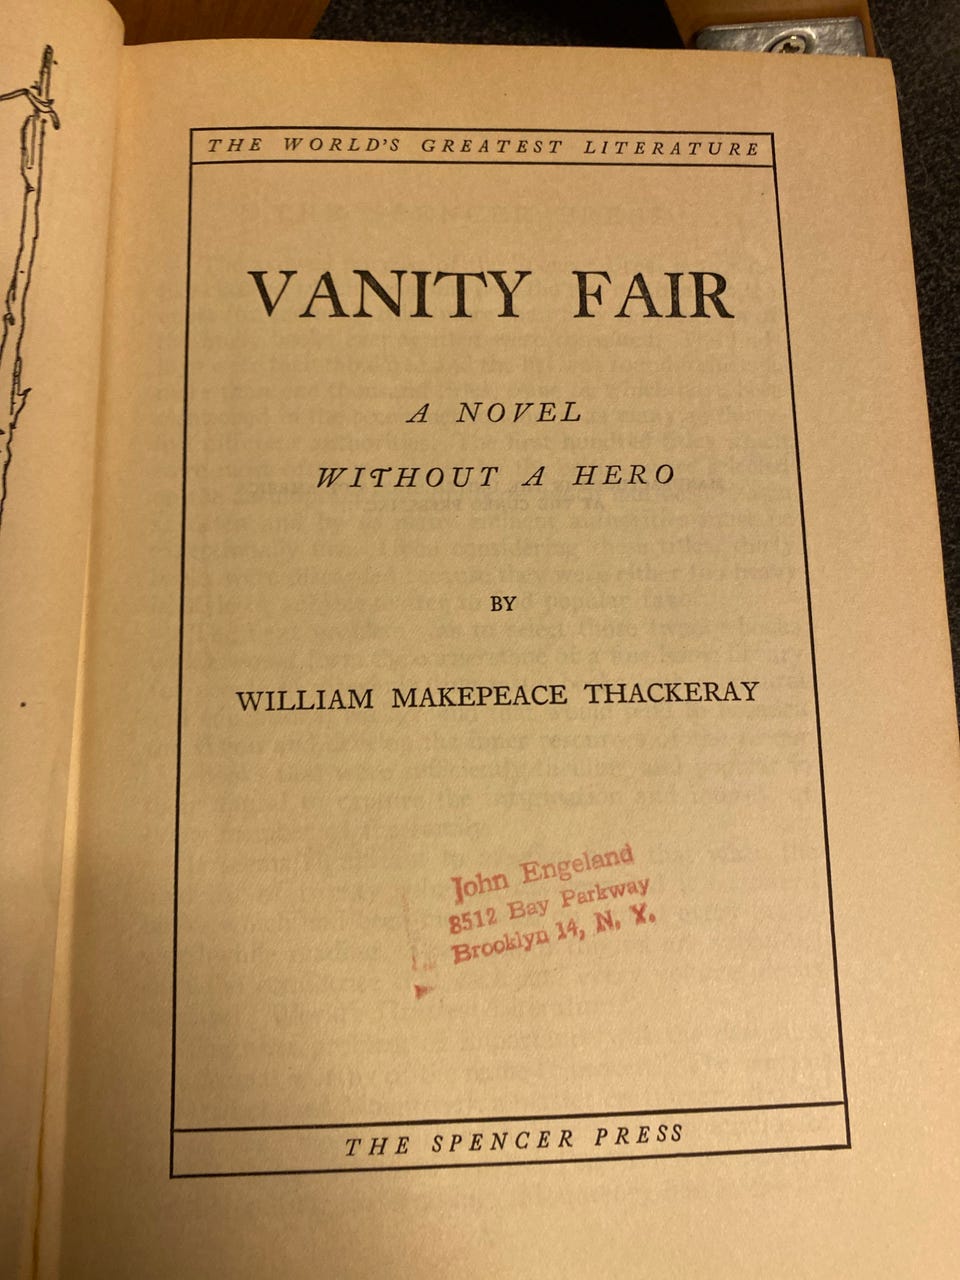 THE WORLD'S GREATEST LITERATURE
VANITY FAIR
A NOVEL
WITHOUT A HERO
BY
WILLIAM MAKEPEACE THACKERAY
John Engeland
8512 Bay Parkway
Brooklyn 14, N. Y.
THE SPENCER PRESS